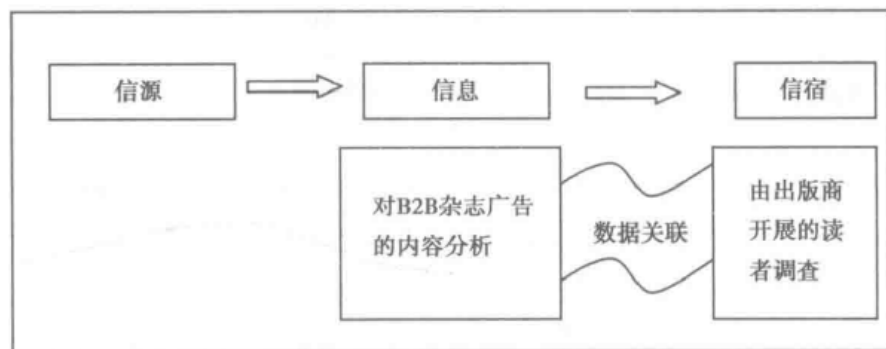 信源
信息
信宿
对B2B杂志广告
的内容分析
数据关联
由出版商
开展的读
者调查